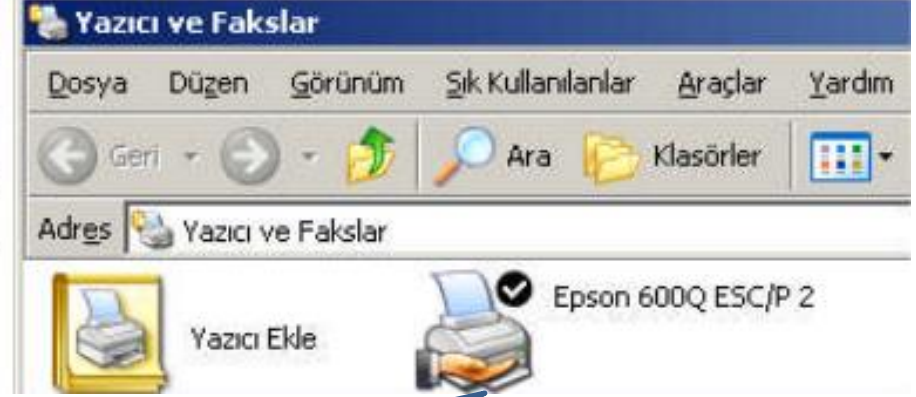 Yazıcı ve Fakslar
Dosya Düzen Görünüm Sık Kullanılanlar Araçlar Yardım
Geri Ara Klasörler
Adres Yazıcı ve Fakslar
Yazıcı Ekle Epson 600Q ESC/P 2